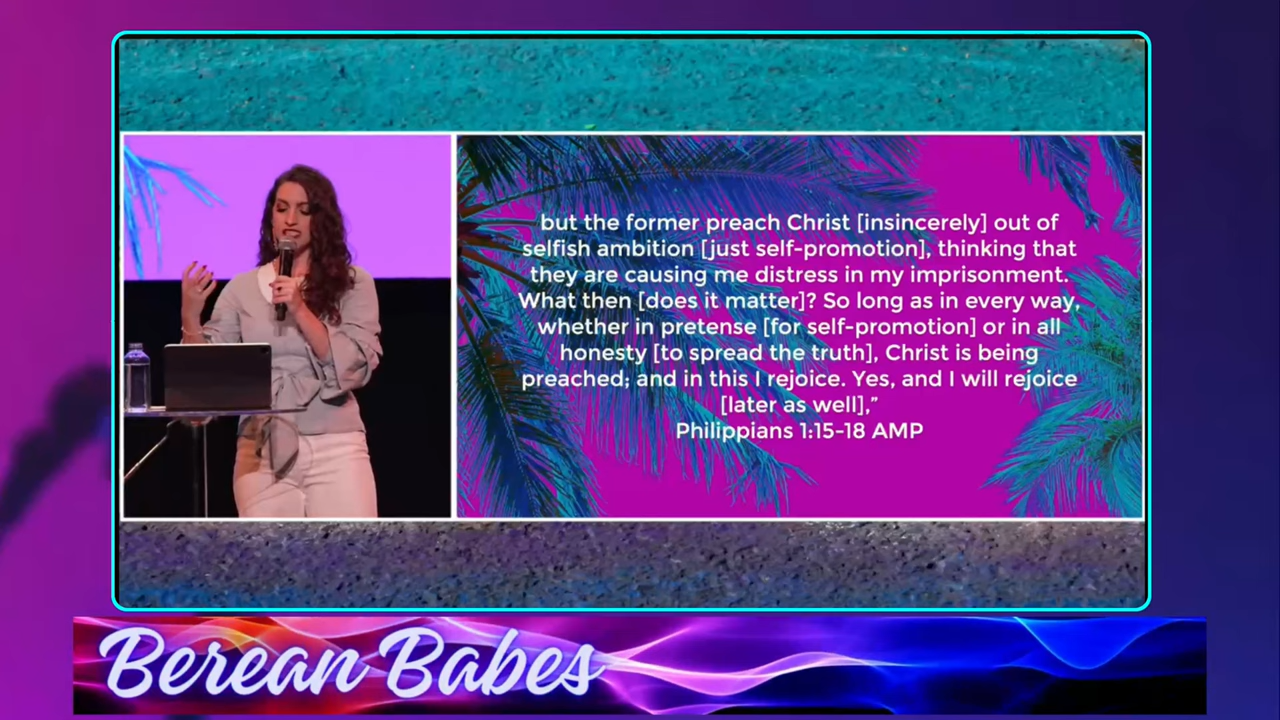 but the former preach Christ [insincerely] out of
selfish ambition [just self-promotion], thinking that
they are causing me distress in my imprisonment.
What then [does it matter]? So long as in every way,
whether in pretense [for self-promotion] or in all
honesty [to spread the truth], Christ is being
preached; and in this I rejoice. Yes, and I will rejoice
[later as well],”
Philippians 1:15-18 AMP
Berean Babes